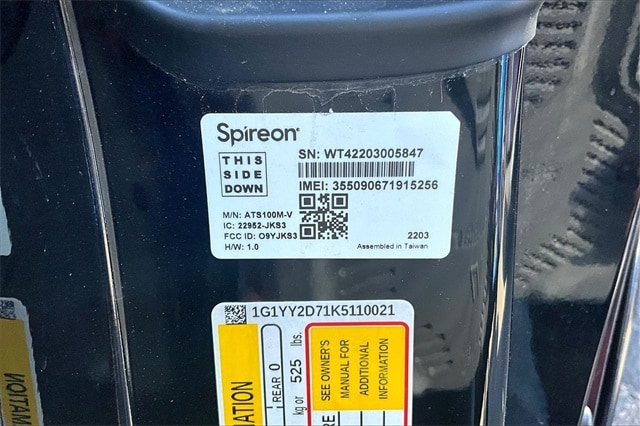 Spireon
THIS
SIDE
DOWN
SN: WT42203005847
IMEI: 355090671915256
M/N: ATS100M-V
IC: 22952-JKS3
FCC ID: O9YJKS3
H/W: 1.0
2203
Assembled in Taiwan
1G1YY2D71K5110021
REAR 0
kg or 525 lbs.
SEE OWNER'S
MANUAL FOR
ADDITIONAL
INFORMATION